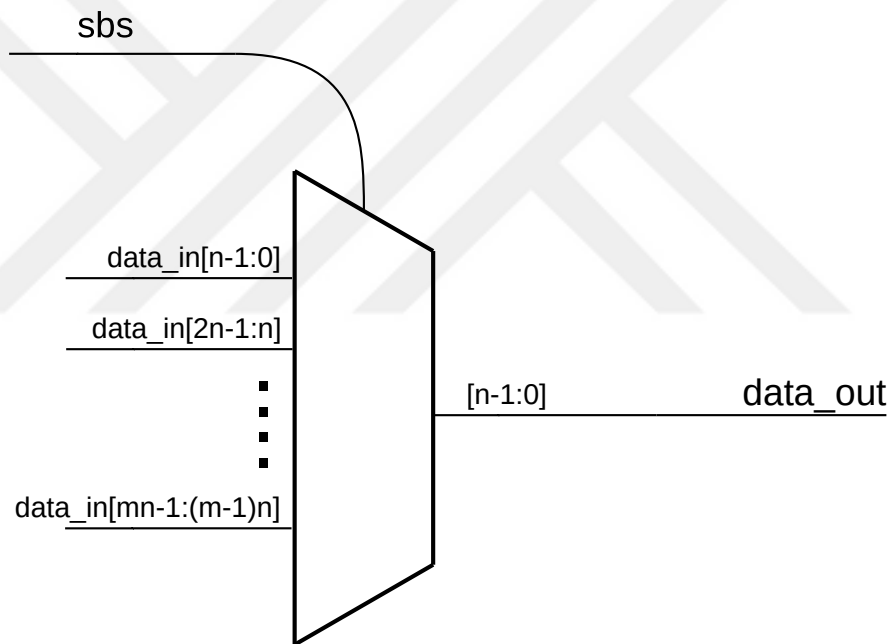 sbs
data_in[n-1:0]
data_in[2n-1:n]
[n-1:0]
data_out
data_in[mn-1:(m-1)n]